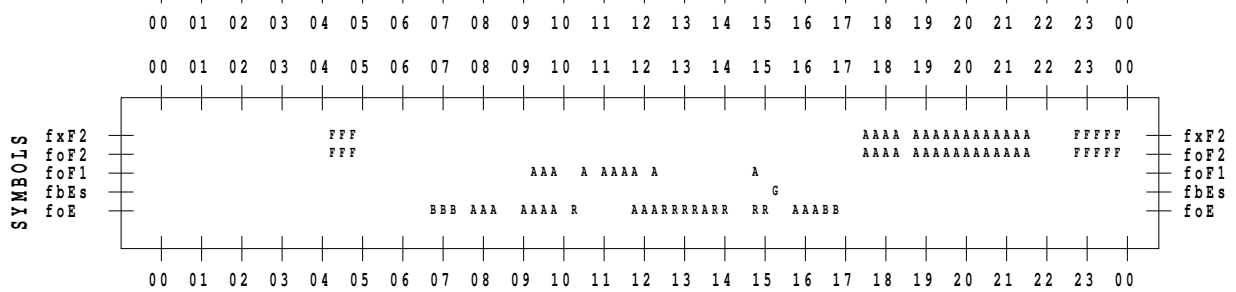 00 01 02 03 04 05 06 07 08 09 10 11 12 13 14 15 16 17 18 19 20 21 22 23 00
00 01 02 03 04 05 06 07 08 09 10 11 12 13 14 15 16 17 18 19 20 21 22 23 00
SYMBOLS
fxF2 FFF AAAA AAAAAAAAAAAA FFFFF fxF2
foF2 FFF AAAA AAAAAAAAAAAA FFFFF foF2
foF1 AAA A AAAA A A foF1
fbEs G fbEs
foE BBB AAA AAAA R AAARRRRARR RR AAABB foE
00 01 02 03 04 05 06 07 08 09 10 11 12 13 14 15 16 17 18 19 20 21 22 23 00